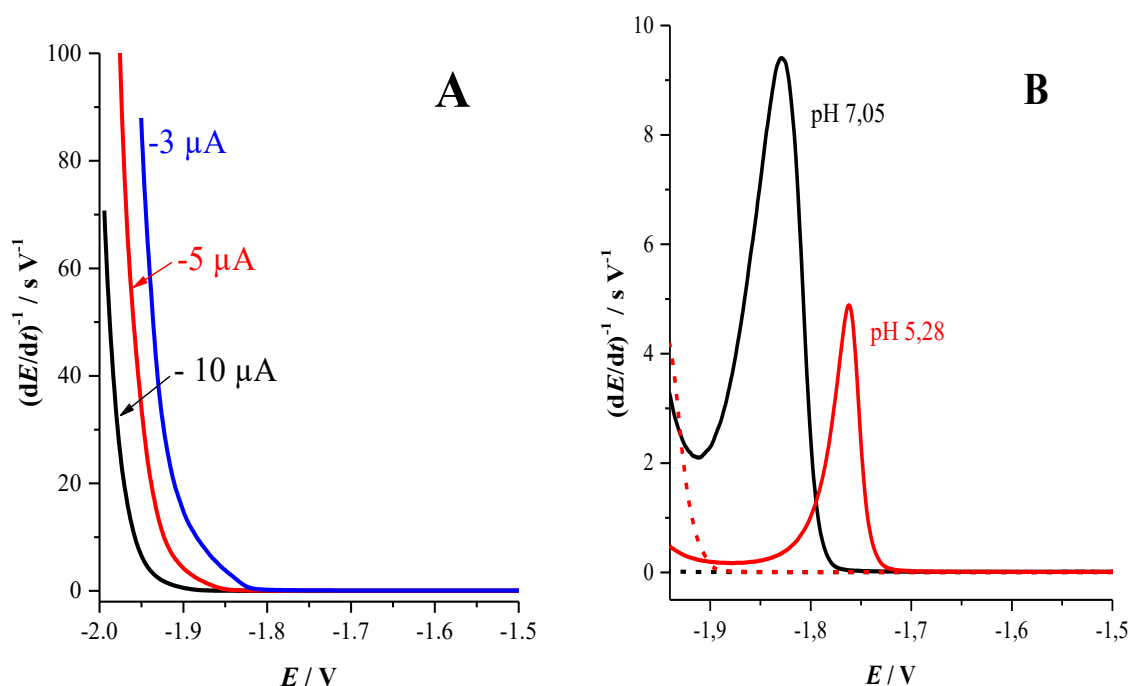 A
100
80
60
40
20
0
-3 µA
-5 µA
- 10 µA
(dE/dt)⁻¹ / s V⁻¹
-2.0 -1.9 -1.8 -1.7 -1.6 -1.5
E / V
B
10
8
6
4
2
0
pH 7,05
pH 5,28
(dE/dt)⁻¹ / s V⁻¹
-1,9 -1,8 -1,7 -1,6 -1,5
E / V